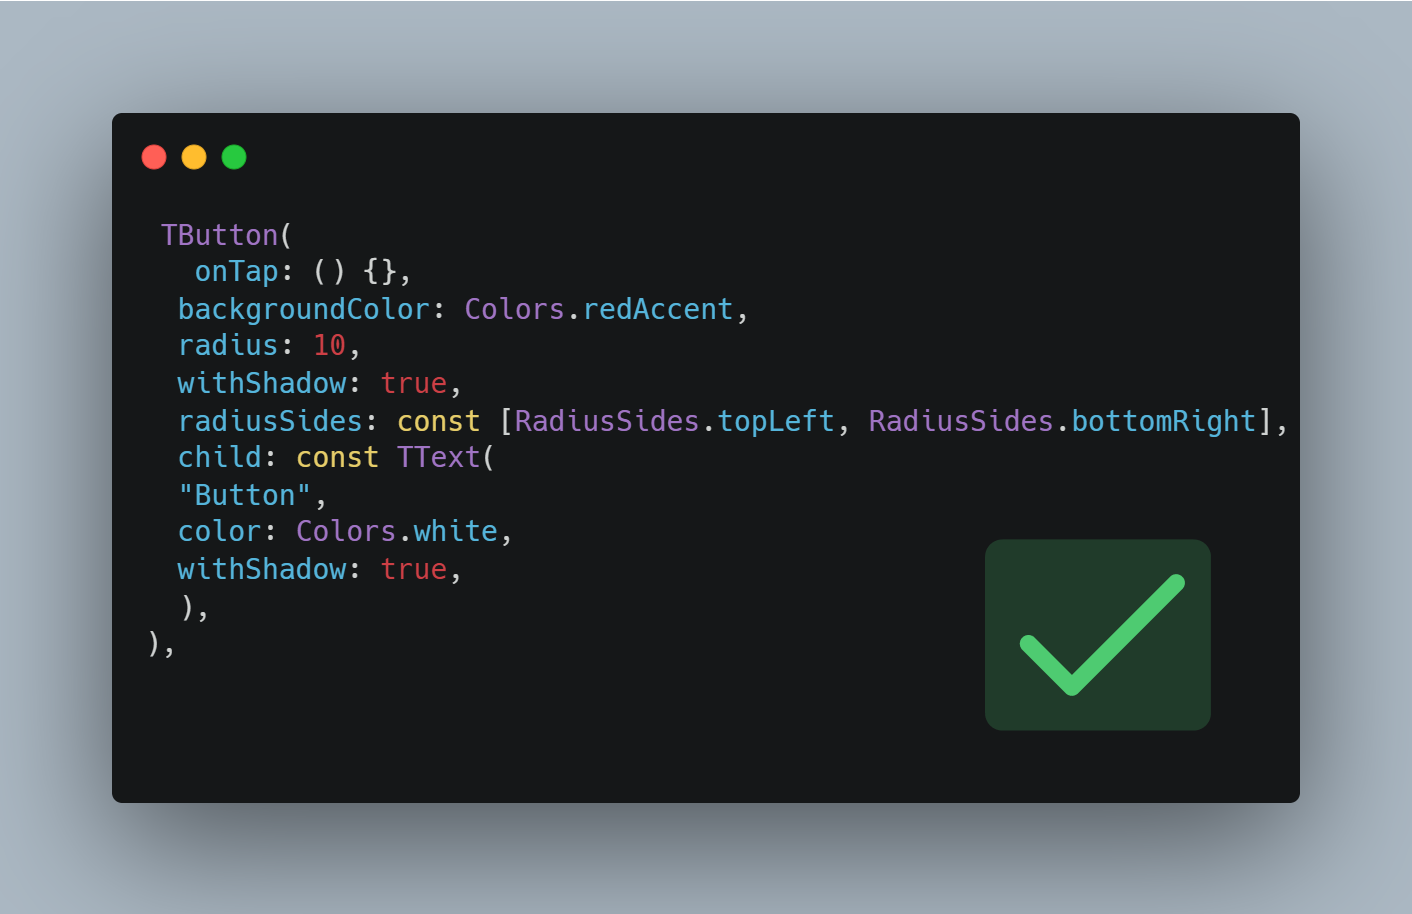 TButton(
onTap: () {},
backgroundColor: Colors.redAccent,
radius: 10,
withShadow: true,
radiusSides: const [RadiusSides.topLeft, RadiusSides.bottomRight],
child: const TText(
"Button",
color: Colors.white,
withShadow: true,
),
),